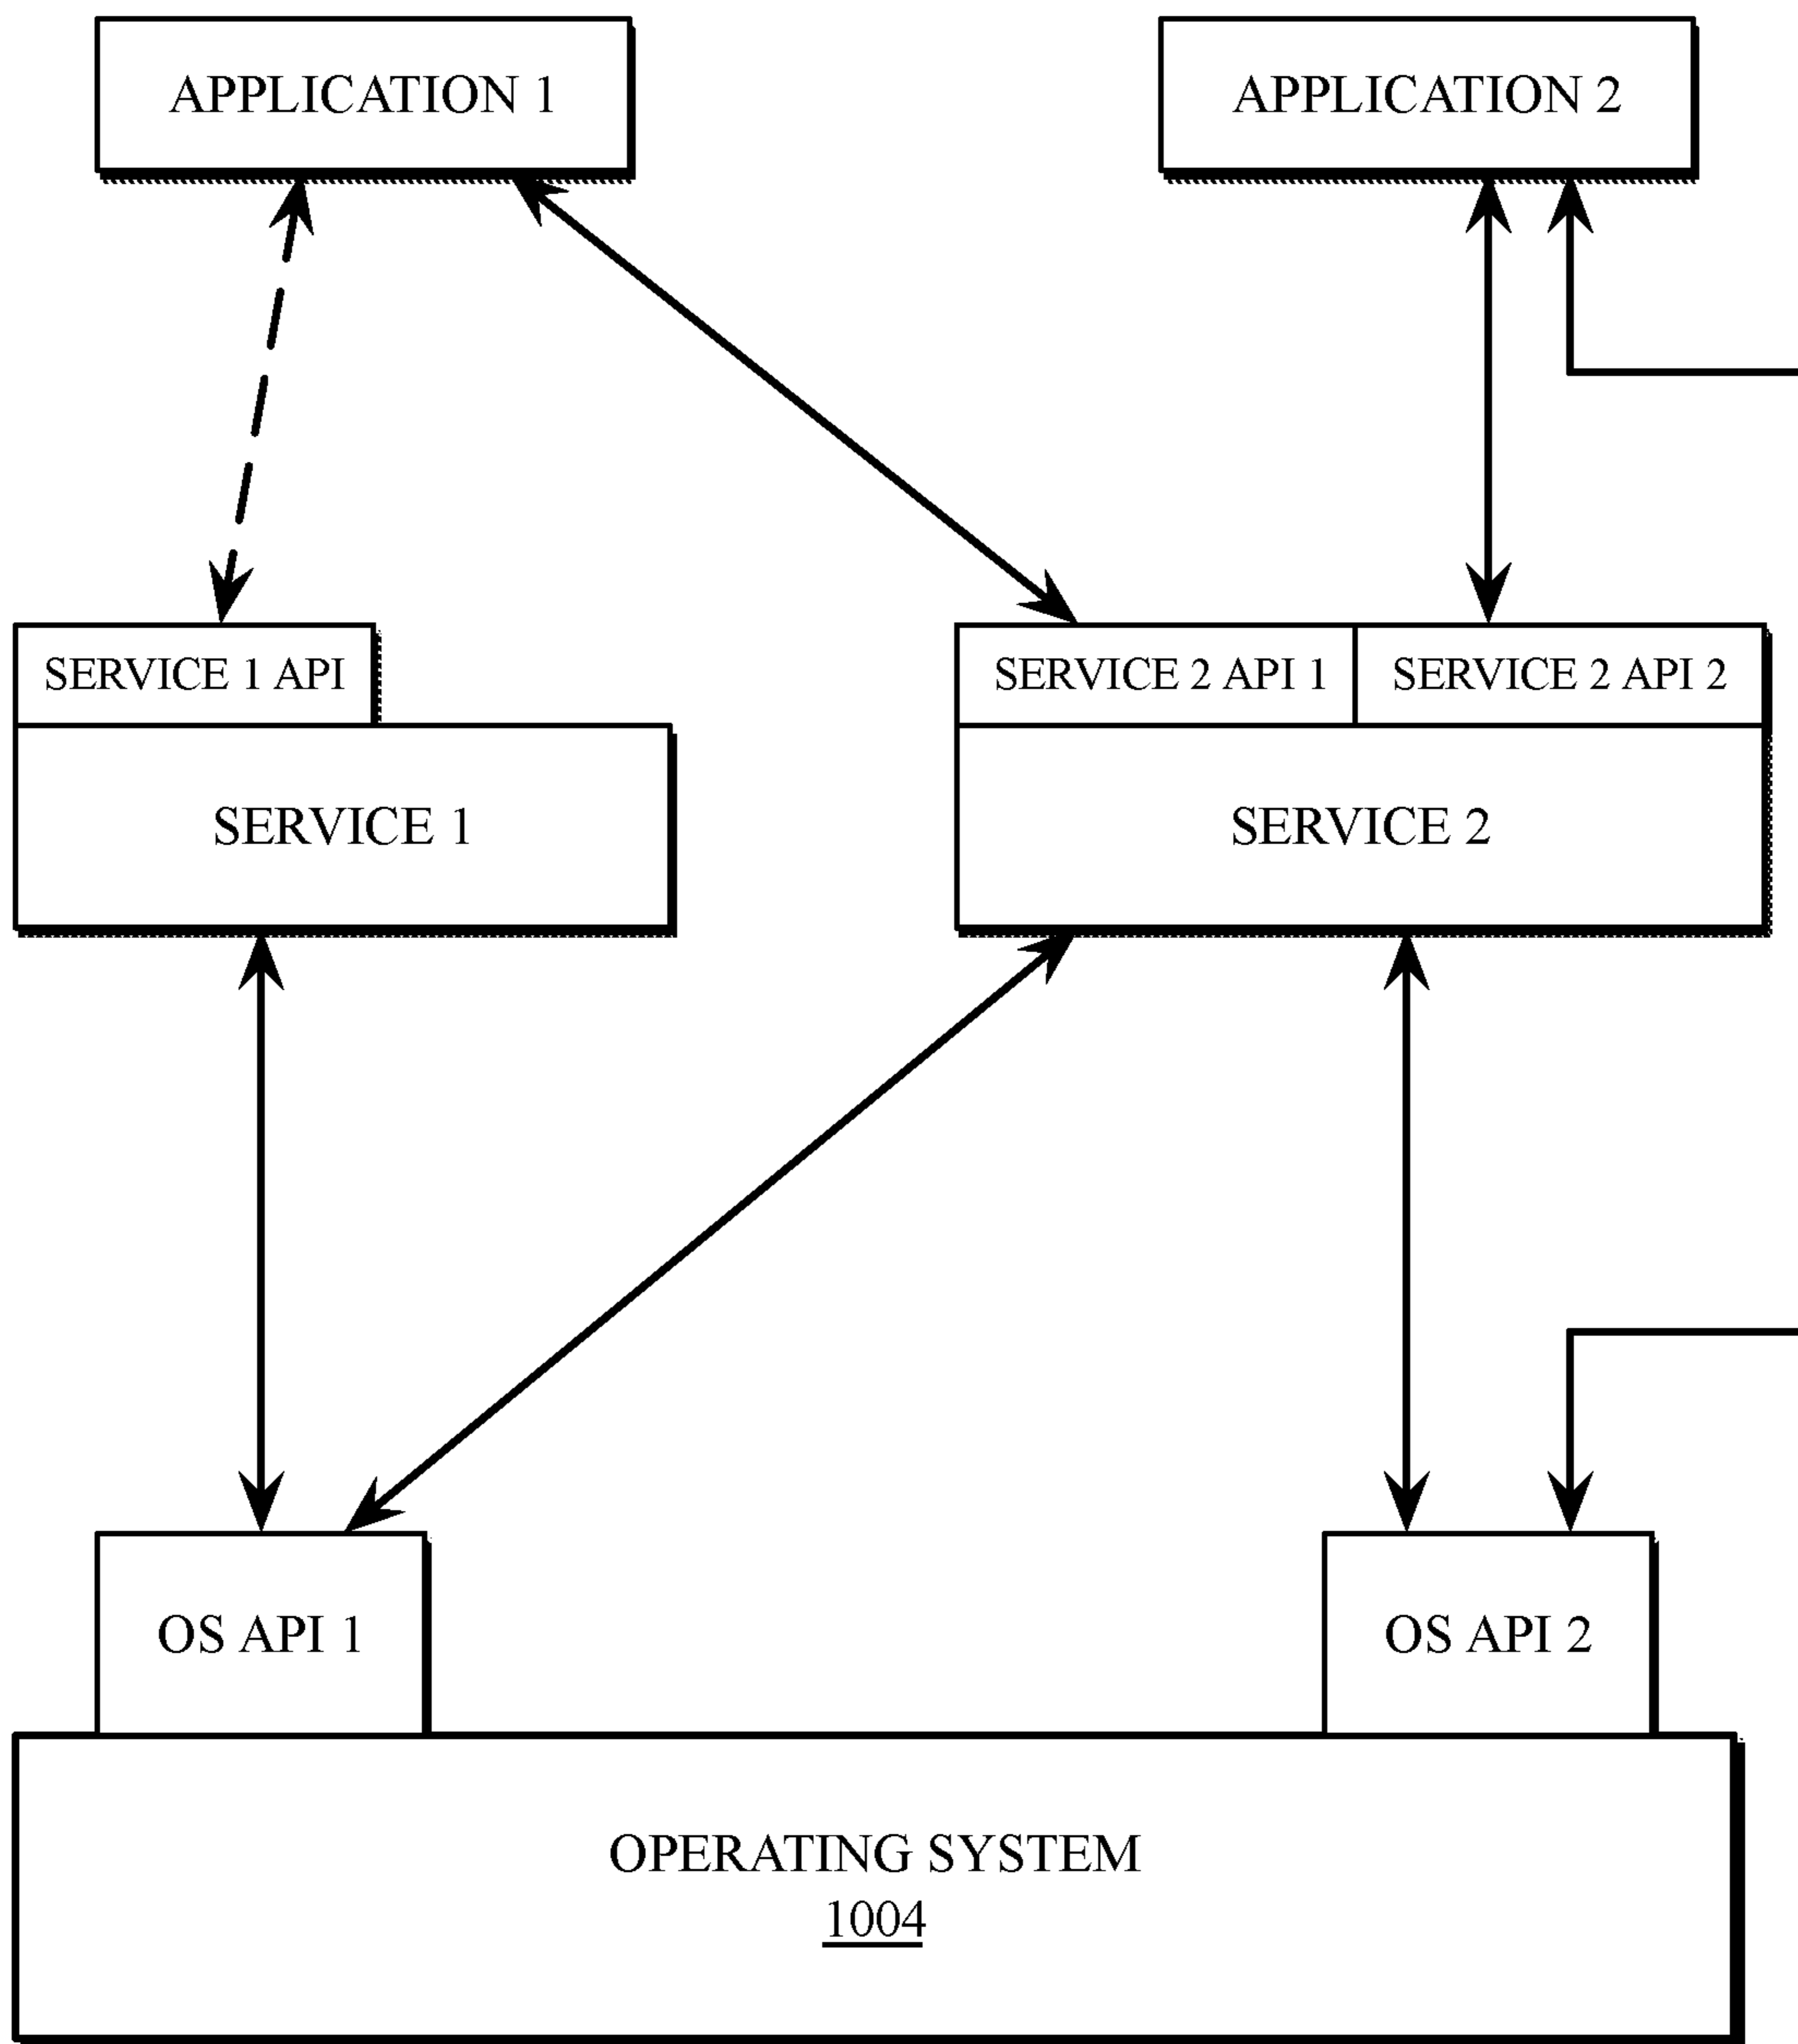 APPLICATION 1
APPLICATION 2
SERVICE 1 API
SERVICE 2 API 1
SERVICE 2 API 2
SERVICE 1
SERVICE 2
OS API 1
OS API 2
OPERATING SYSTEM
1004